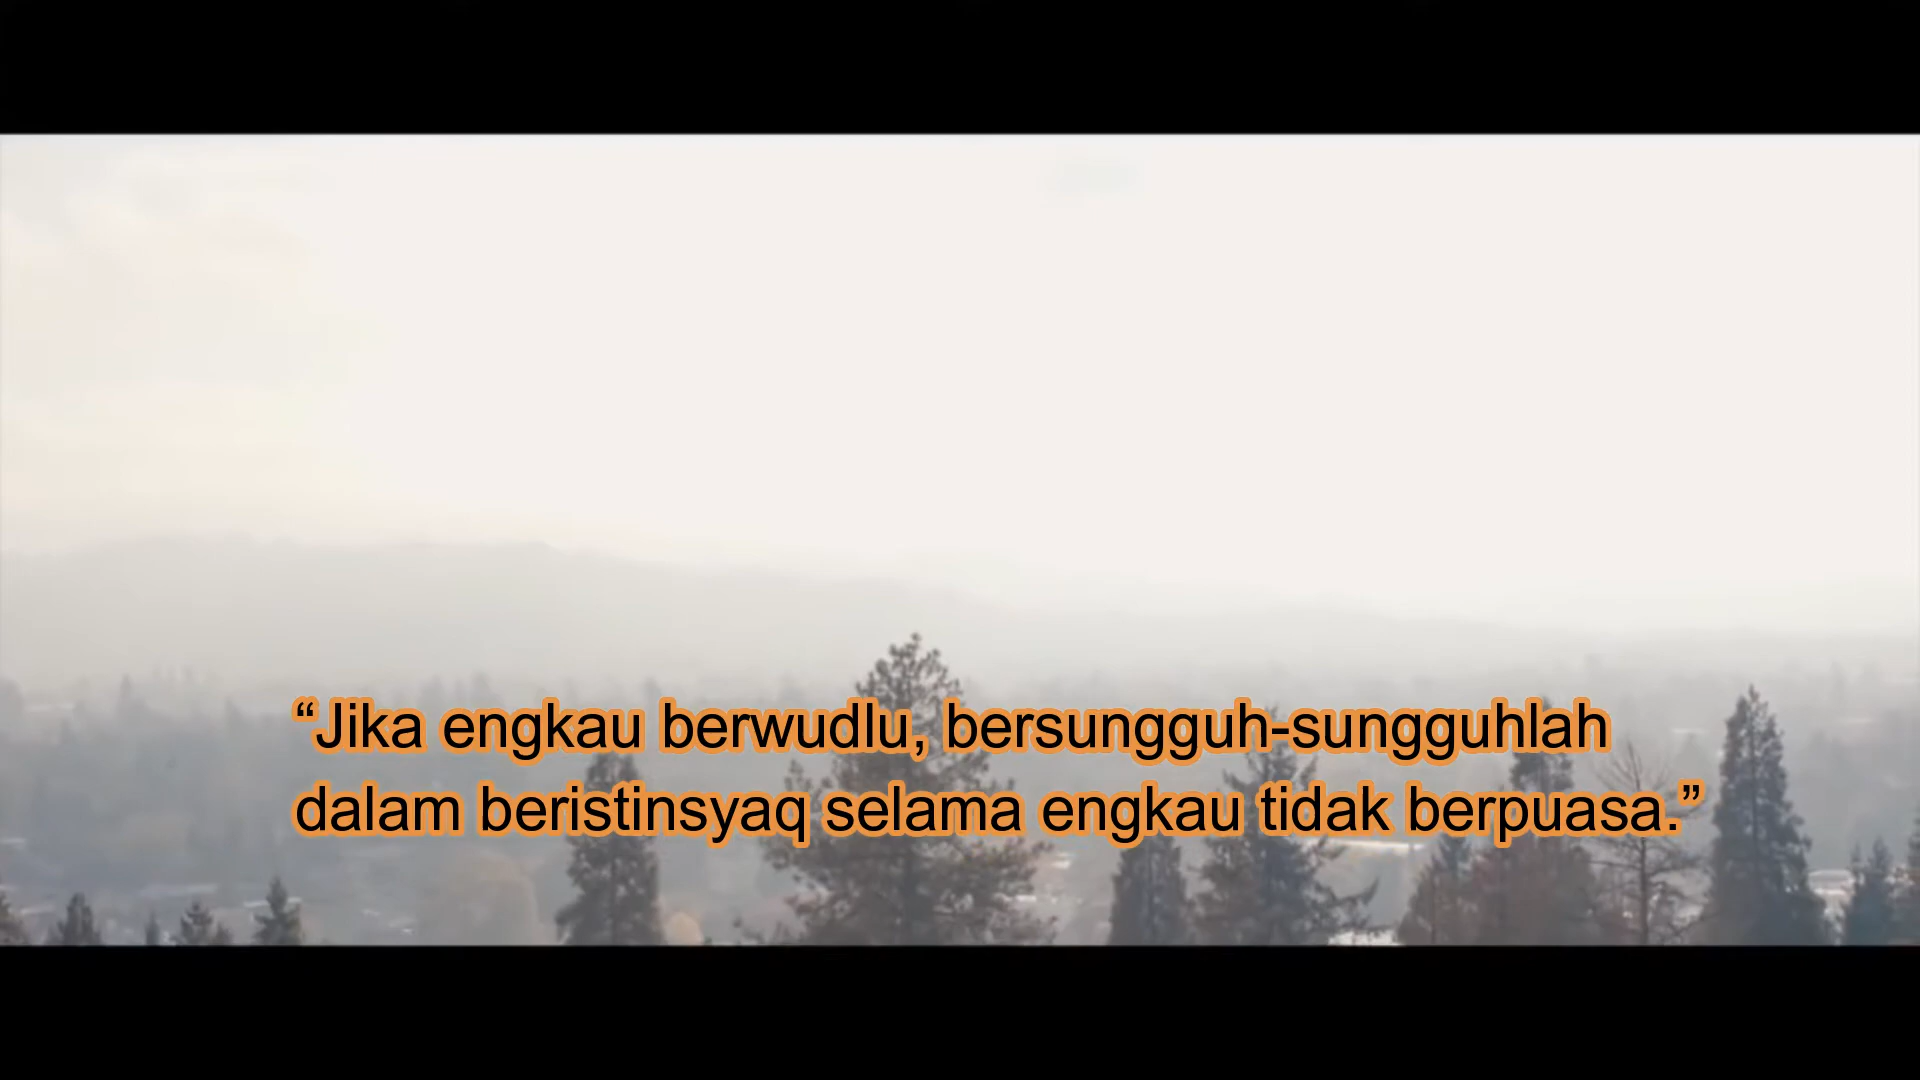 “Jika engkau berwudlu, bersungguh-sungguhlah
dalam beristinsyaq selama engkau tidak berpuasa.”